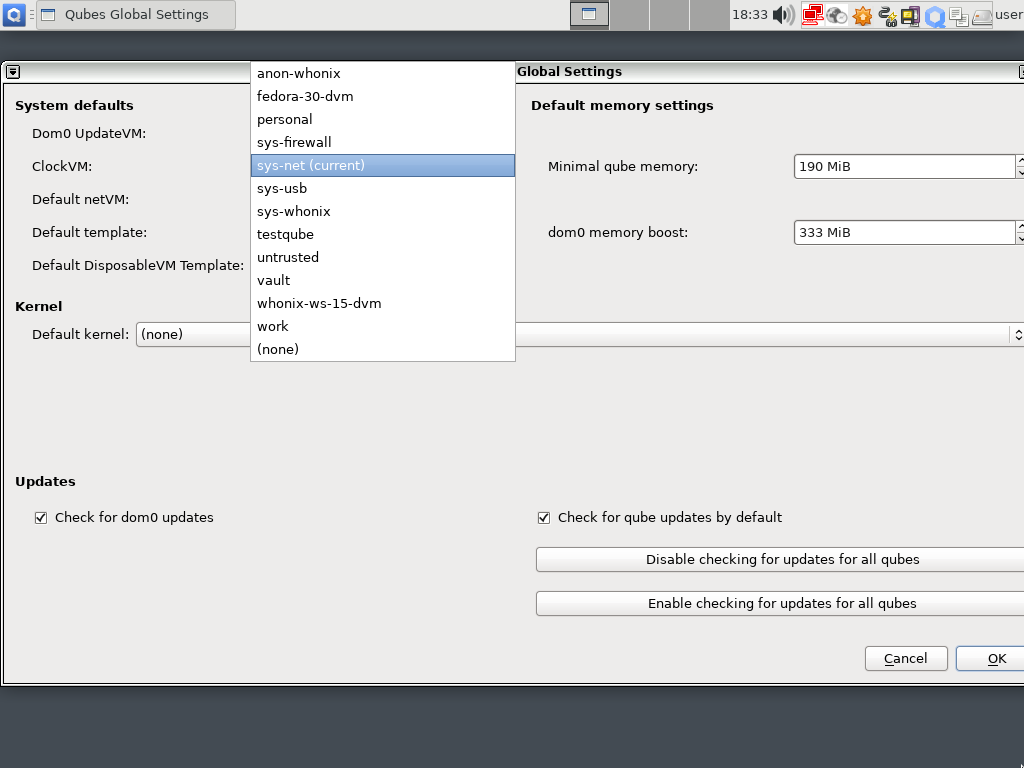 Qubes Global Settings
18:33
user
Global Settings
System defaults
Dom0 UpdateVM:
ClockVM:
Default netVM:
Default template:
Default DisposableVM Template:
anon-whonix
fedora-30-dvm
personal
sys-firewall
sys-net (current)
sys-usb
sys-whonix
testqube
untrusted
vault
whonix-ws-15-dvm
work
(none)
Default memory settings
Minimal qube memory: 190 MiB
dom0 memory boost: 333 MiB
Kernel
Default kernel: (none)
Updates
Check for dom0 updates
Check for qube updates by default
Disable checking for updates for all qubes
Enable checking for updates for all qubes
Cancel
OK